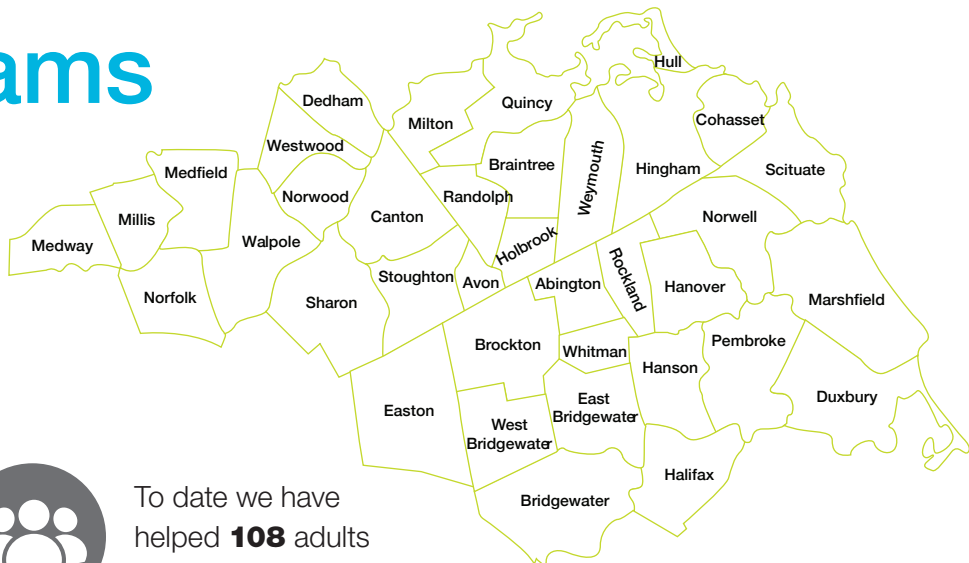 ams
Hull
Dedham
Quincy
Cohasset
Milton
Westwood
Braintree
Medfield
Hingham
Scituate
Weymouth
Norwood
Randolph
Millis
Canton
Norwell
Medway
Walpole
Holbrook
Stoughton
Avon
Abington
Rockland
Hanover
Norfolk
Sharon
Marshfield
Brockton
Whitman
Pembroke
Hanson
Easton
East
Bridgewater
Duxbury
West
Bridgewater
Halifax
Bridgewater
To date we have
helped 108 adults